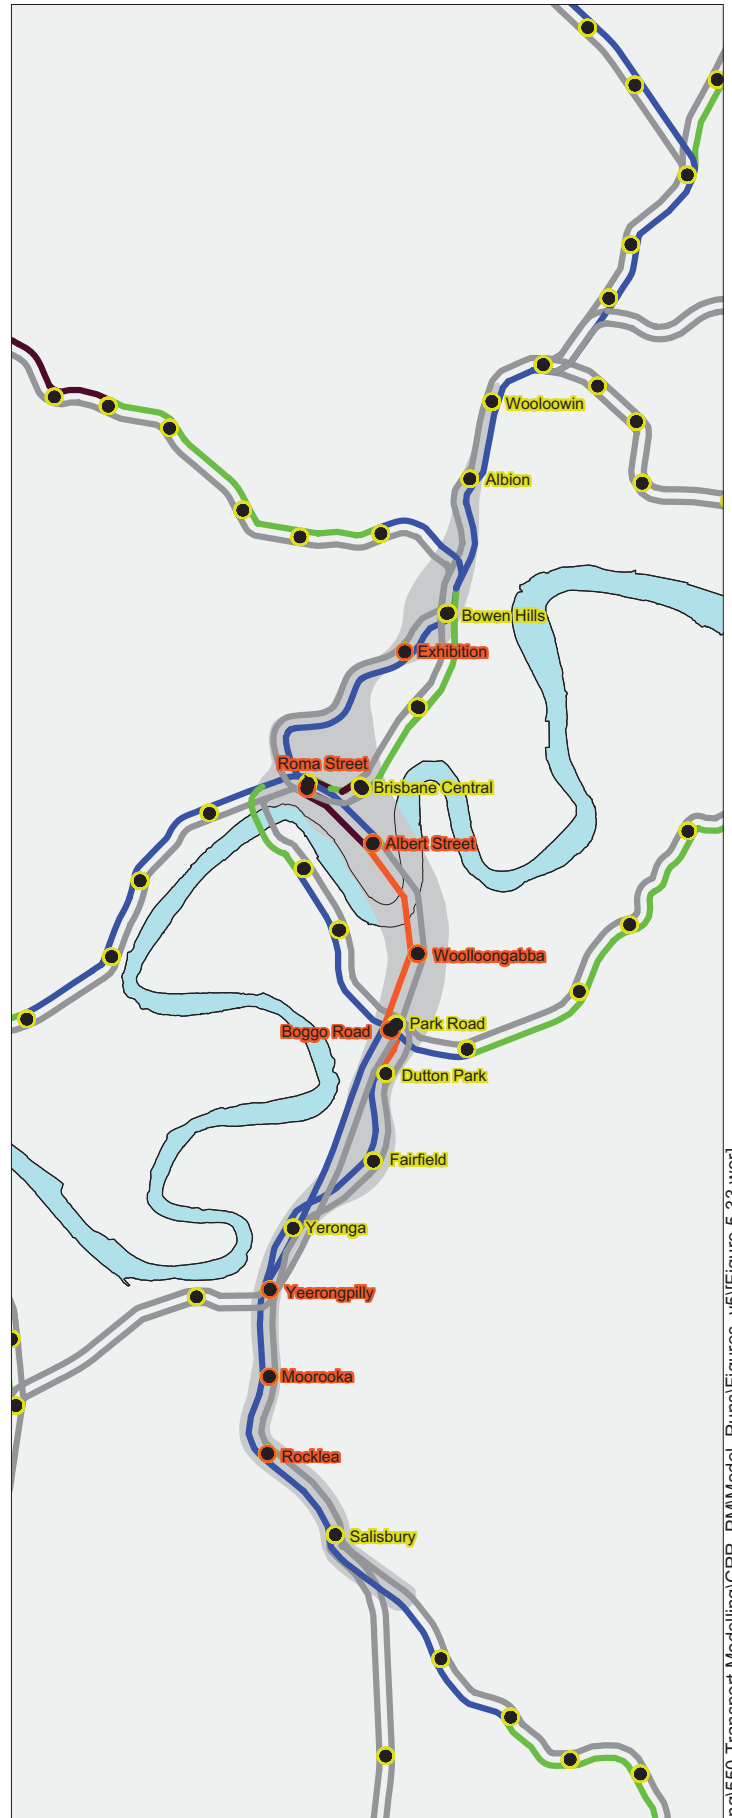 Wooloowin
Albion
Bowen Hills
Exhibition
Roma Street
Brisbane Central
Albert Street
Woolloongabba
Park Road
Boggo Road
Dutton Park
Fairfield
Yeronga
Yeerongpilly
Moorooka
Rocklea
Salisbury